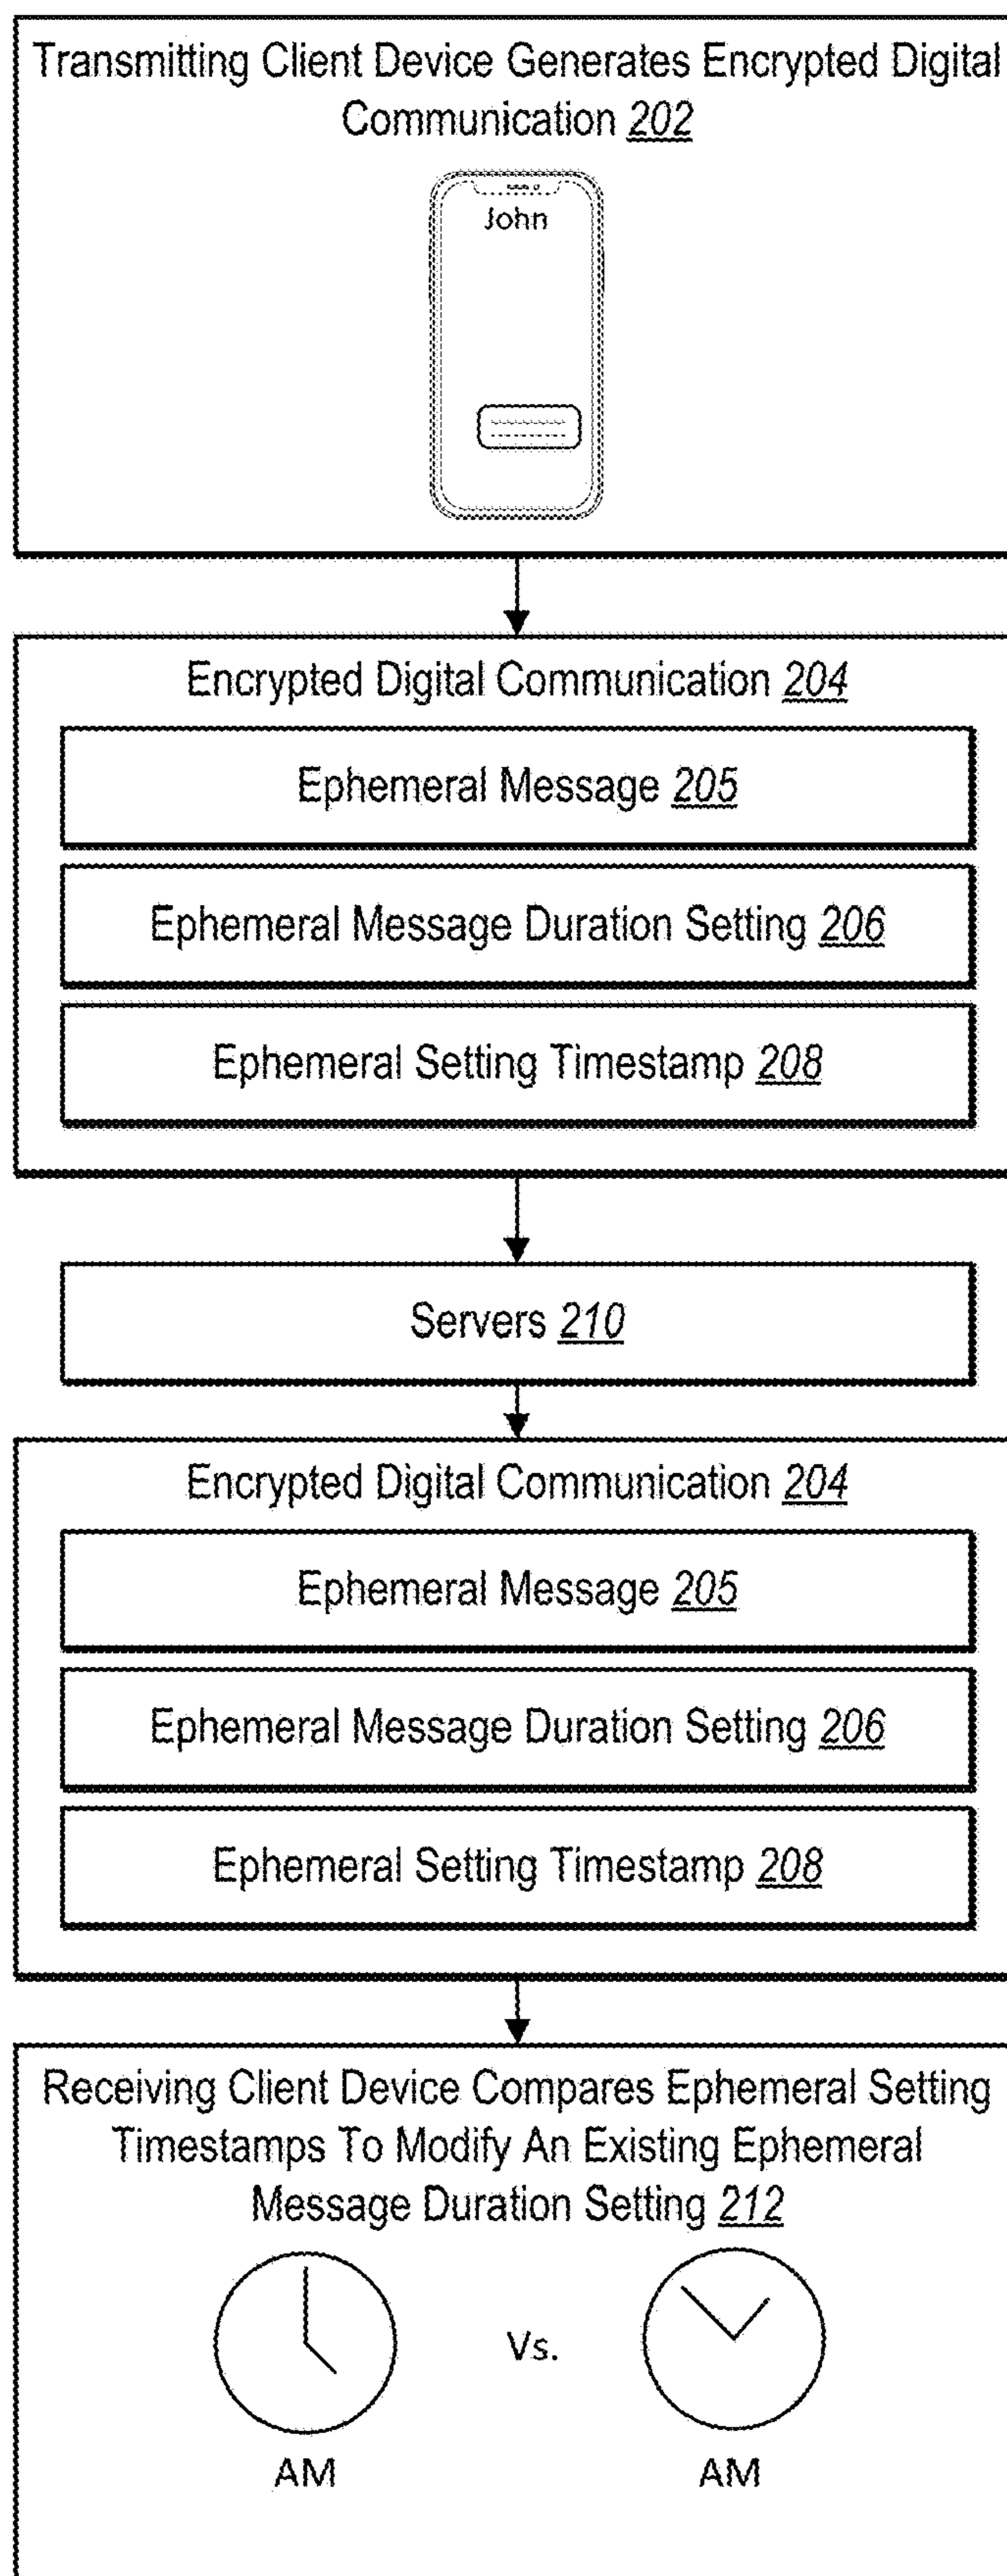 Transmitting Client Device Generates Encrypted Digital
Communication 202
John
Encrypted Digital Communication 204
Ephemeral Message 205
Ephemeral Message Duration Setting 206
Ephemeral Setting Timestamp 208
Servers 210
Encrypted Digital Communication 204
Ephemeral Message 205
Ephemeral Message Duration Setting 206
Ephemeral Setting Timestamp 208
Receiving Client Device Compares Ephemeral Setting
Timestamps To Modify An Existing Ephemeral
Message Duration Setting 212
Vs.
AM
AM